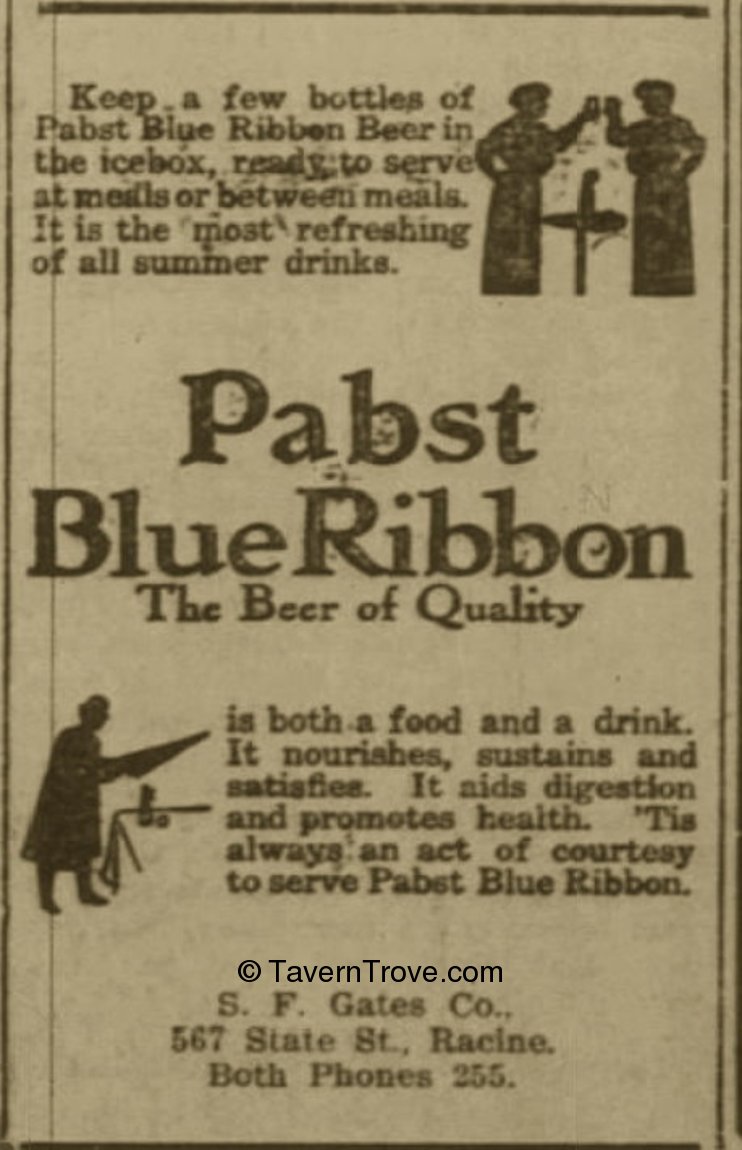 Keep a few bottles of
Pabst Blue Ribbon Beer in
the icebox, ready to serve
at meals or between meals.
It is the most refreshing
of all summer drinks.
Pabst
Blue Ribbon
The Beer of Quality
is both a food and a drink.
It nourishes, sustains and
satisfies. It aids digestion
and promotes health. 'Tis
always an act of courtesy
to serve Pabst Blue Ribbon.
© TavernTrove.com
S. F. Gates Co.,
567 State St., Racine.
Both Phones 255.